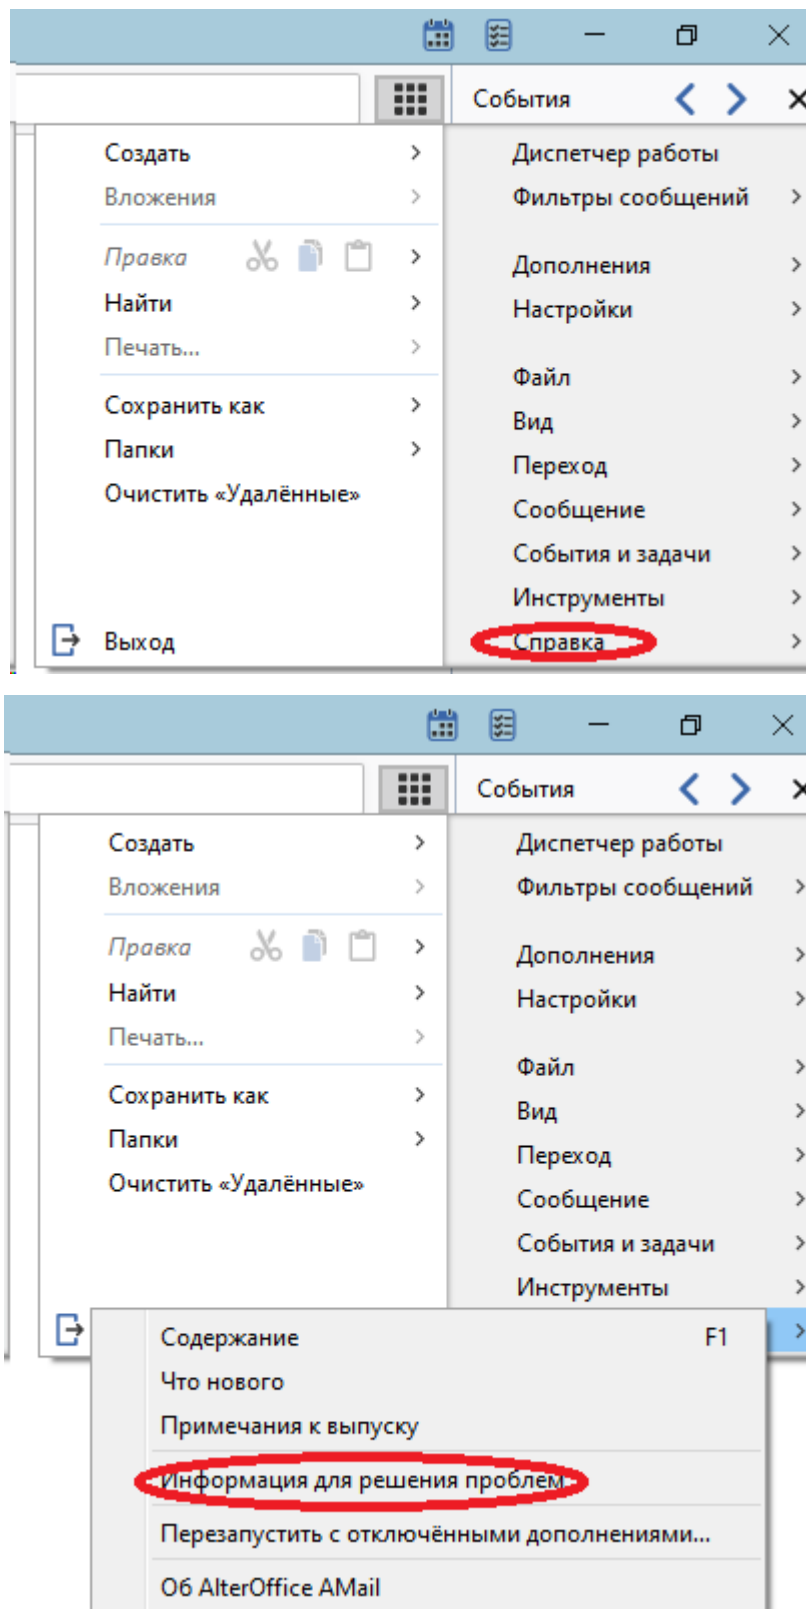 События
Создать
Вложения
Правка
Найти
Печать...
Сохранить как
Папки
Очистить «Удалённые»
Выход
Диспетчер работы
Фильтры сообщений
Дополнения
Настройки
Файл
Вид
Переход
Сообщение
События и задачи
Инструменты
Справка
События
Создать
Вложения
Правка
Найти
Печать...
Сохранить как
Папки
Очистить «Удалённые»
Диспетчер работы
Фильтры сообщений
Дополнения
Настройки
Файл
Вид
Переход
Сообщение
События и задачи
Инструменты
Содержание F1
Что нового
Примечания к выпуску
Информация для решения проблем
Перезапустить с отключёнными дополнениями...
Об AlterOffice AMail